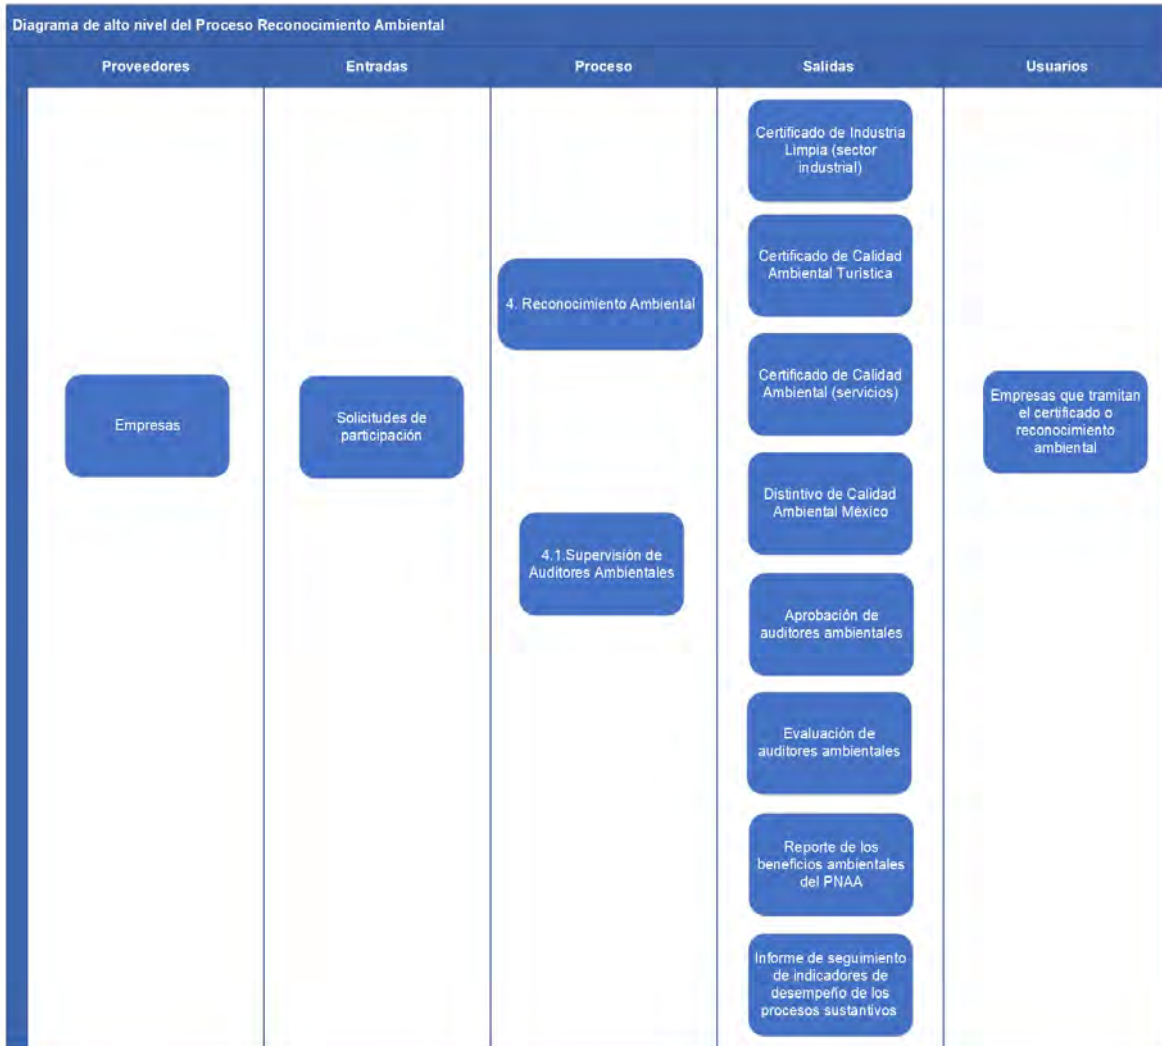 Diagrama de alto nivel del Proceso Reconocimiento Ambiental
Proveedores
Entradas
Proceso
Salidas
Usuarios
Empresas
Solicitudes de
participación
4. Reconocimiento Ambiental
4.1.Supervisión de
Auditores Ambientales
Certificado de Industria
Limpia (sector
industrial)
Certificado de Calidad
Ambiental Turística
Certificado de Calidad
Ambiental (servicios)
Distintivo de Calidad
Ambiental México
Aprobación de
auditores ambientales
Evaluación de
auditores ambientales
Reporte de los
beneficios ambientales
del PNAA
Informe de seguimiento
de indicadores de
desempeño de los
procesos sustantivos
Empresas que tramitan
el certificado o
reconocimiento
ambiental